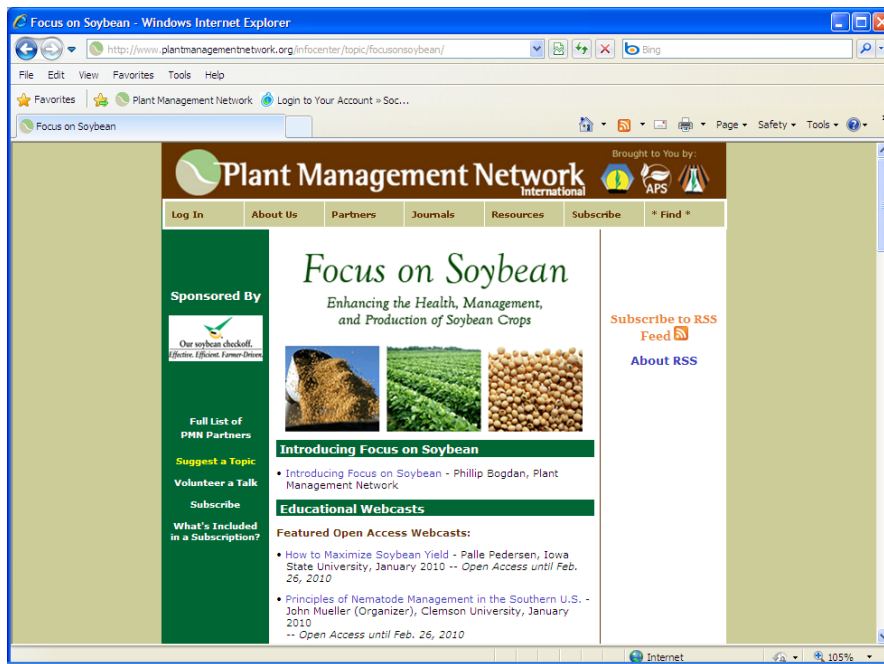 Focus on Soybean - Windows Internet Explorer
http://www.plantmanagementnetwork.org/infocenter/topic/focusonsoybean/
Bing
File Edit View Favorites Tools Help
Favorites Plant Management Network Login to Your Account » Soc...
Focus on Soybean
Page Safety Tools
Plant Management Network
International
Brought to You by:
APS
Log In About Us Partners Journals Resources Subscribe * Find *
Sponsored By
Our soybean checkoff.
Effective. Efficient. Farmer-Driven.
Full List of
PMN Partners
Suggest a Topic
Volunteer a Talk
Subscribe
What's Included
in a Subscription?
Focus on Soybean
Enhancing the Health, Management,
and Production of Soybean Crops
Introducing Focus on Soybean
• Introducing Focus on Soybean - Phillip Bogdan, Plant
Management Network
Educational Webcasts
Featured Open Access Webcasts:
• How to Maximize Soybean Yield - Palle Pedersen, Iowa
State University, January 2010 -- Open Access until Feb.
26, 2010
• Principles of Nematode Management in the Southern U.S. -
John Mueller (Organizer), Clemson University, January
2010
-- Open Access until Feb. 26, 2010
Subscribe to RSS
Feed
About RSS
Internet
105%